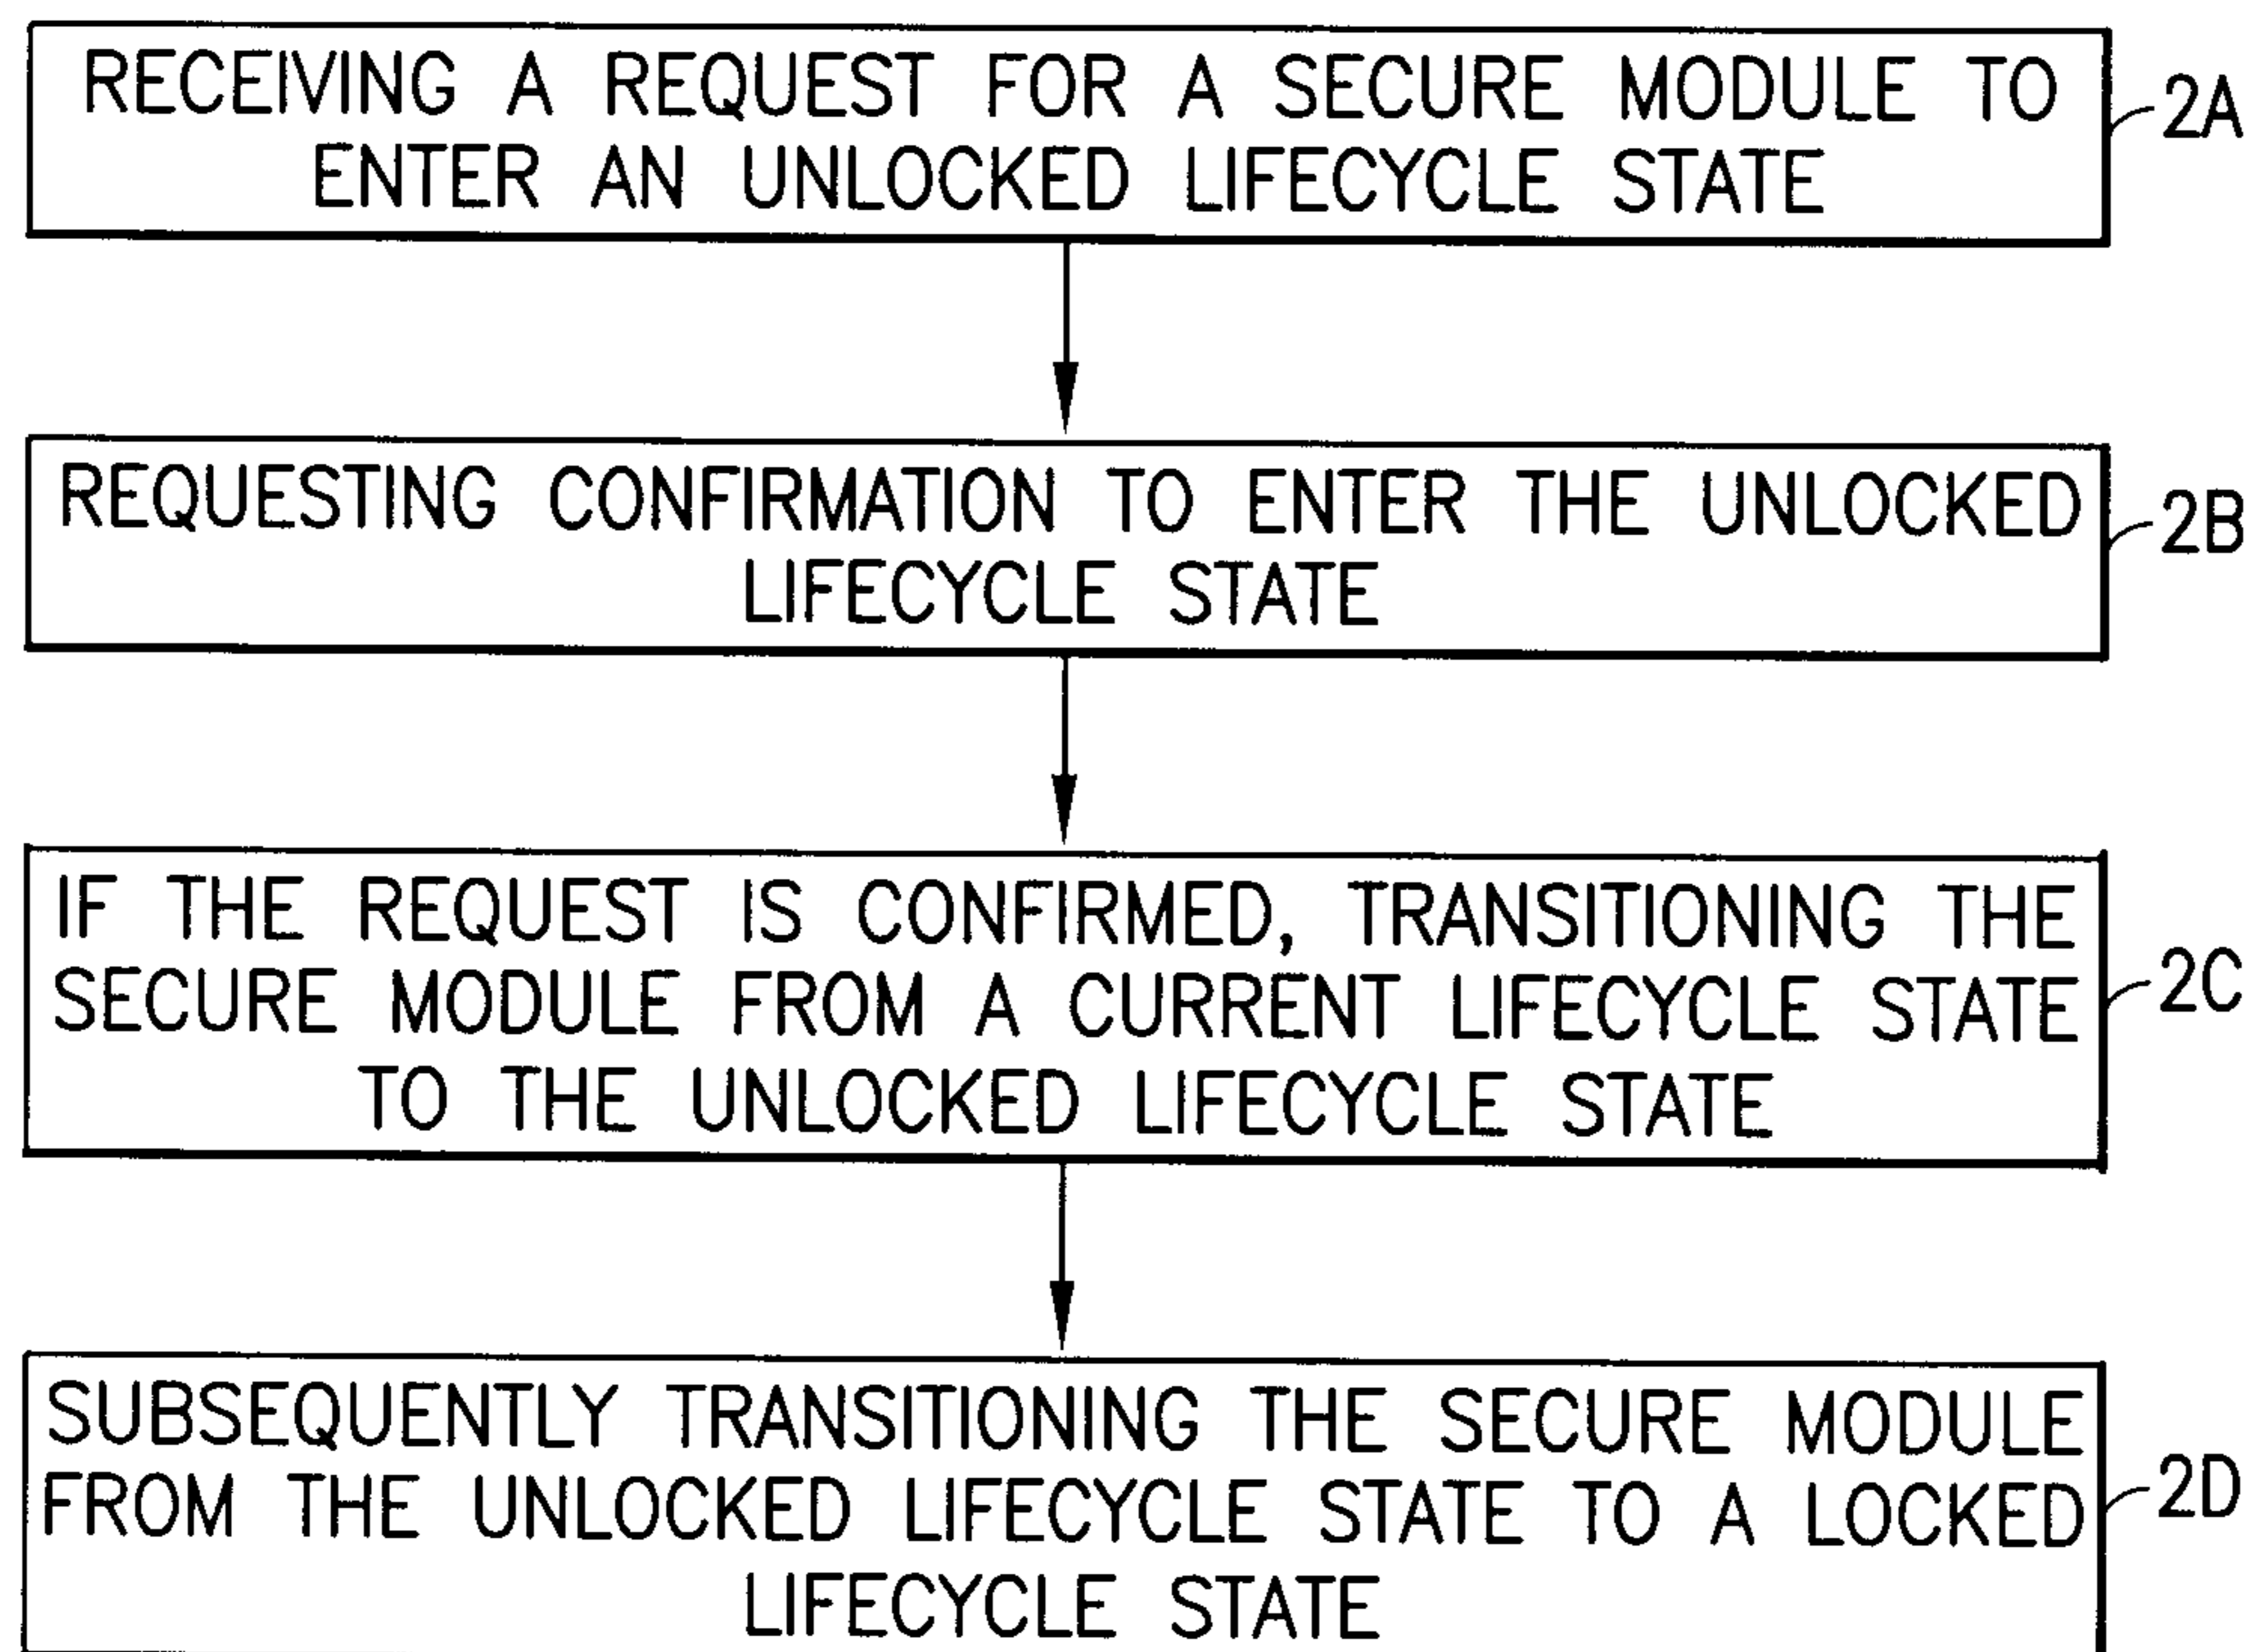 RECEIVING A REQUEST FOR A SECURE MODULE TO
ENTER AN UNLOCKED LIFECYCLE STATE
2A
REQUESTING CONFIRMATION TO ENTER THE UNLOCKED
LIFECYCLE STATE
2B
IF THE REQUEST IS CONFIRMED, TRANSITIONING THE
SECURE MODULE FROM A CURRENT LIFECYCLE STATE
TO THE UNLOCKED LIFECYCLE STATE
2C
SUBSEQUENTLY TRANSITIONING THE SECURE MODULE
FROM THE UNLOCKED LIFECYCLE STATE TO A LOCKED
LIFECYCLE STATE
2D